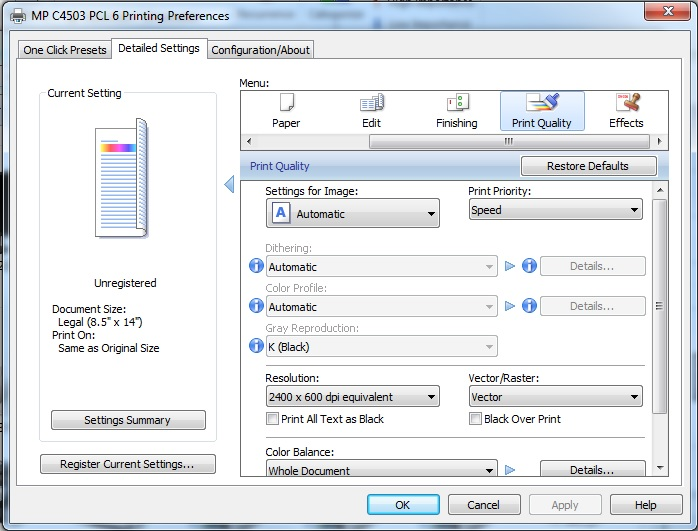 MP C4503 PCL 6 Printing Preferences
One Click Presets
Detailed Settings
Configuration/About
Current Setting
Unregistered
Document Size:
Legal (8.5" x 14")
Print On:
Same as Original Size
Settings Summary
Register Current Settings...
Menu:
Paper
Edit
Finishing
Print Quality
Effects
Print Quality
Restore Defaults
Settings for Image:
Automatic
Print Priority:
Speed
Dithering:
Automatic
Details...
Color Profile:
Automatic
Details...
Gray Reproduction:
K (Black)
Resolution:
2400 x 600 dpi equivalent
Vector/Raster:
Vector
Print All Text as Black
Black Over Print
Color Balance:
Whole Document
Details...
OK
Cancel
Apply
Help